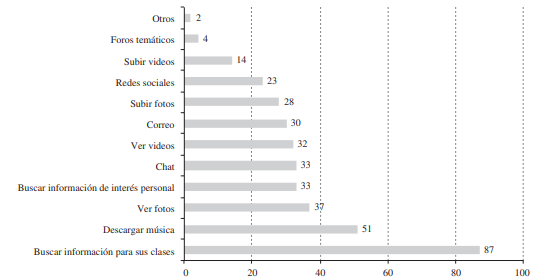 Otros 2
Foros temáticos 4
Subir videos 14
Redes sociales 23
Subir fotos 28
Correo 30
Ver videos 32
Chat 33
Buscar información de interés personal 33
Ver fotos 37
Descargar música 51
Buscar información para sus clases 87
0 20 40 60 80 100